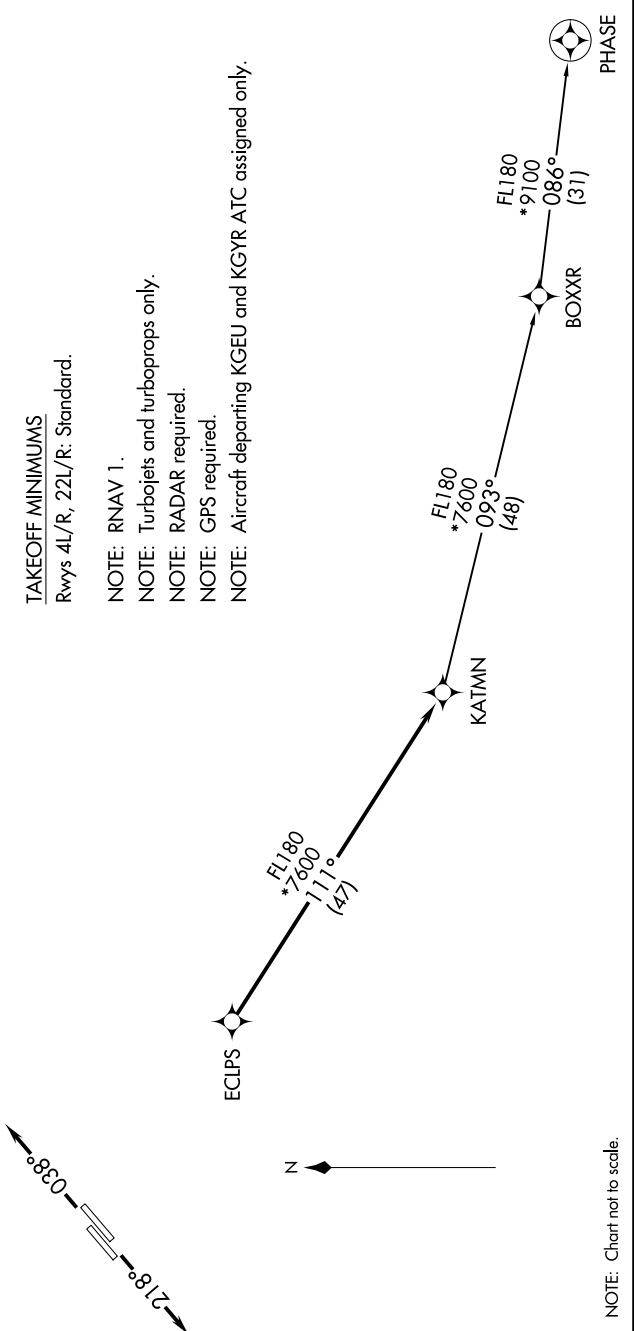 TAKEOFF MINIMUMS
Rwys 4L/R, 22L/R: Standard.
NOTE: RNAV 1.
NOTE: Turbojets and turboprops only.
NOTE: RADAR required.
NOTE: GPS required.
NOTE: Aircraft departing KGEU and KGYR ATC assigned only.
038°
218°
N
ECLPS
FL180
*7600
111°
(47)
KATMN
FL180
*7600
093°
(48)
BOXXR
FL180
*9100
086°
(31)
PHASE
NOTE: Chart not to scale.